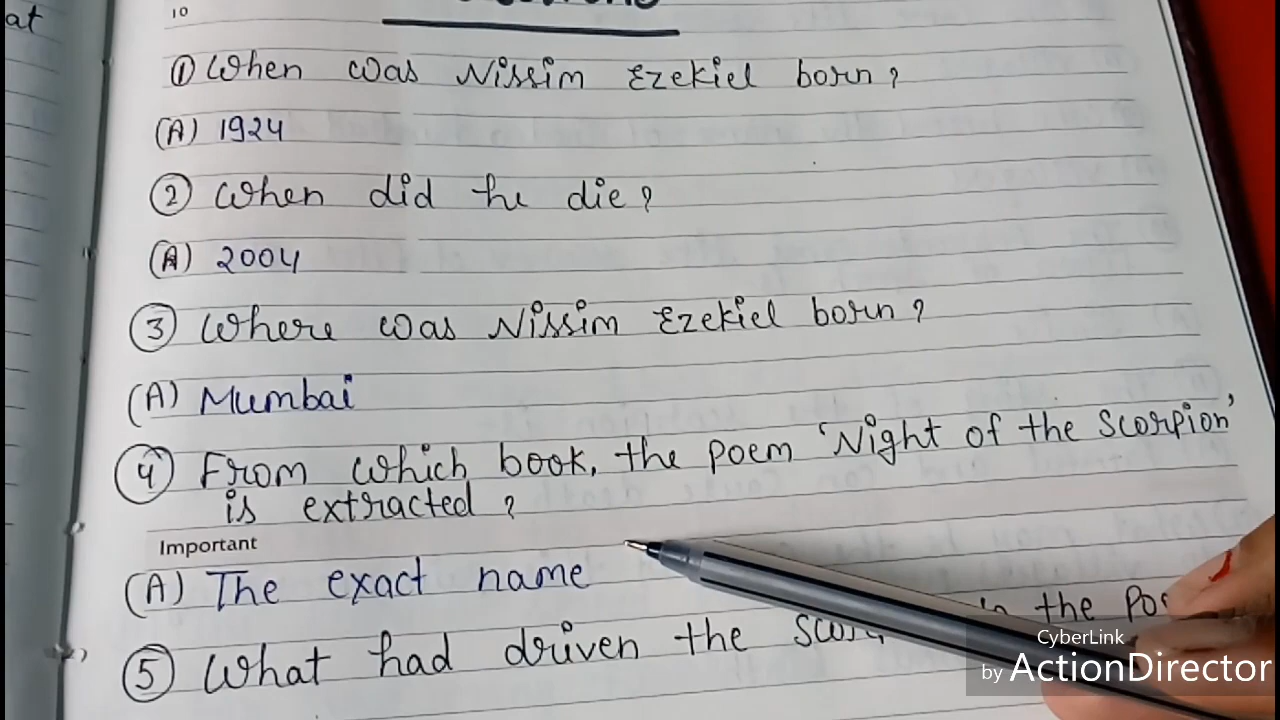 at
10
① When was Nissim Ezekiel born?
(A) 1924
② When did he die?
(A) 2004
③ Where was Nissim Ezekiel born?
(A) Mumbai
④ From which book, the poem 'Night of the Scorpion'
is extracted?
Important
(A) The exact name
⑤ What had driven the the
CyberLink
by ActionDirector